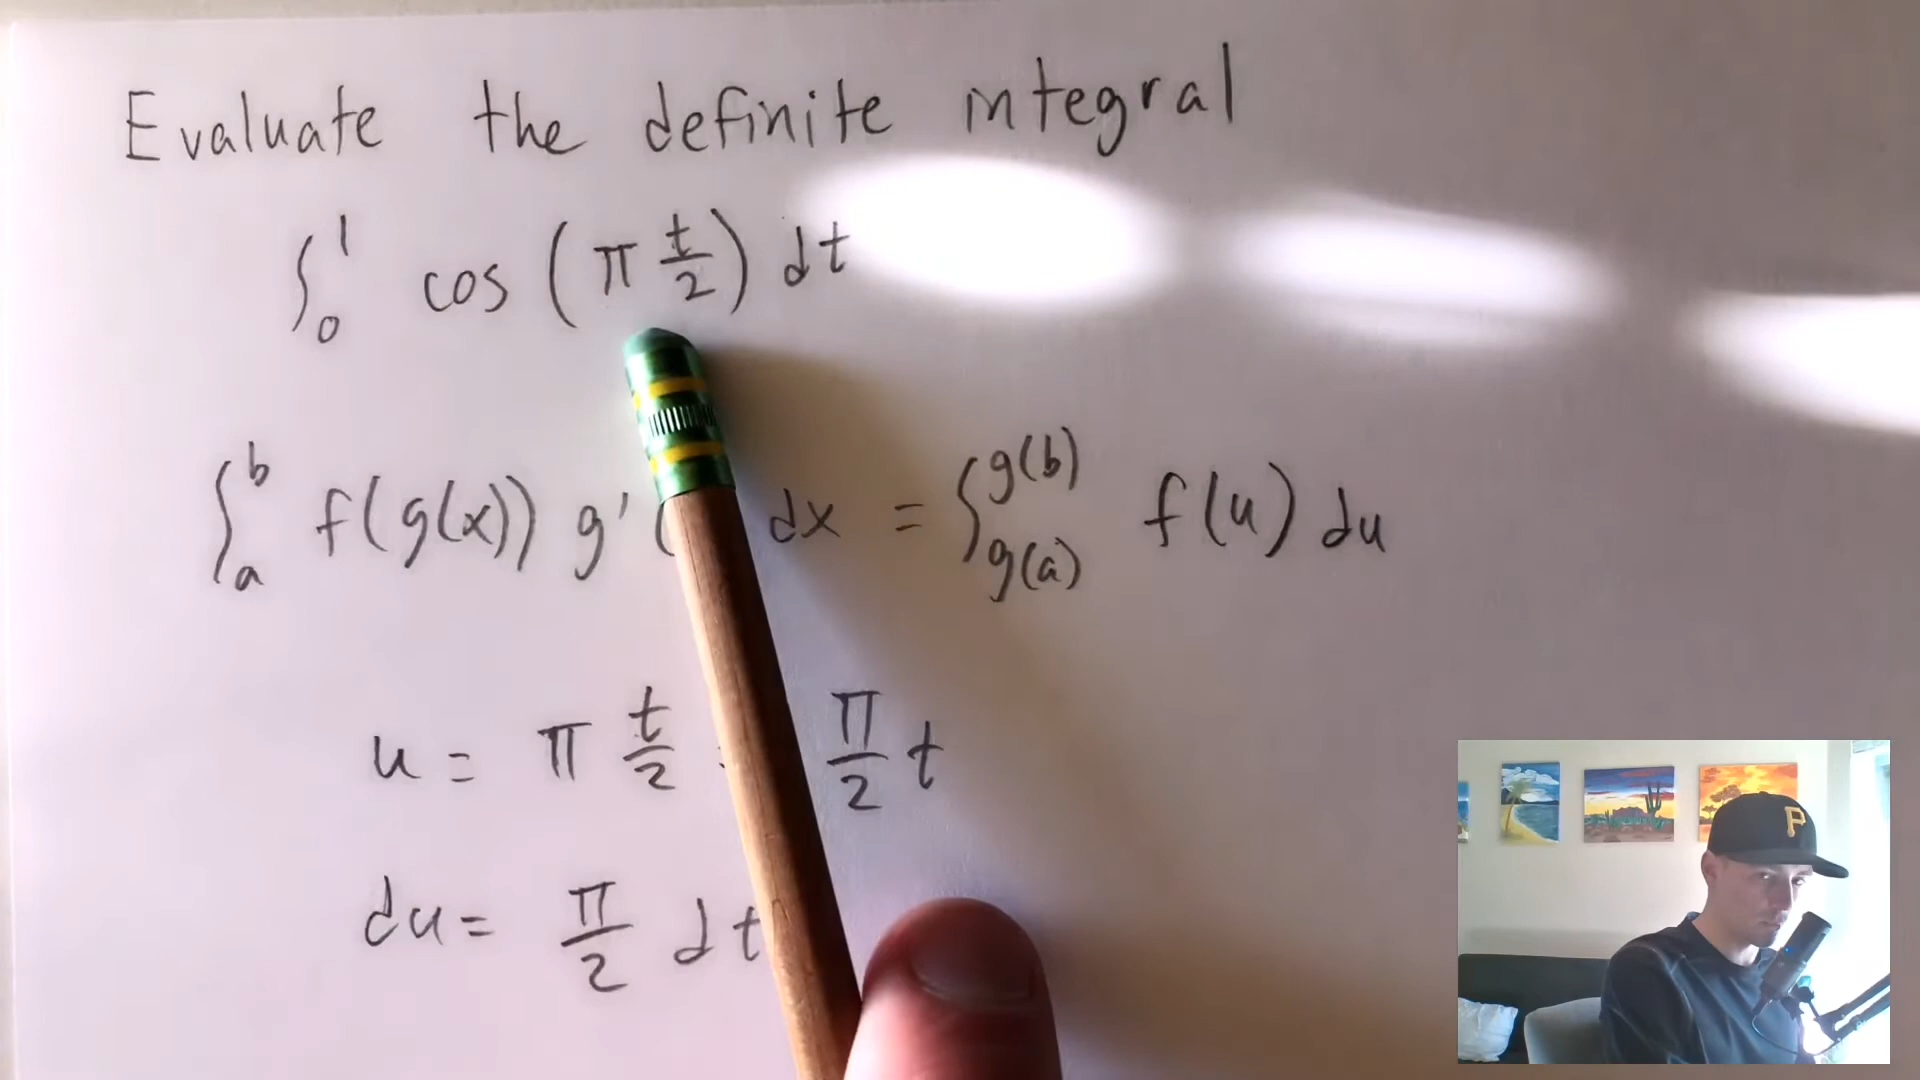 Evaluate the definite integral
∫₀¹ cos(π t/2) dt
∫ₐᵇ f(g(x)) g'( dx = ∫_{g(a)}^{g(b)} f(u) du
u = π t/2 π/2 t
du = π/2 dt
P